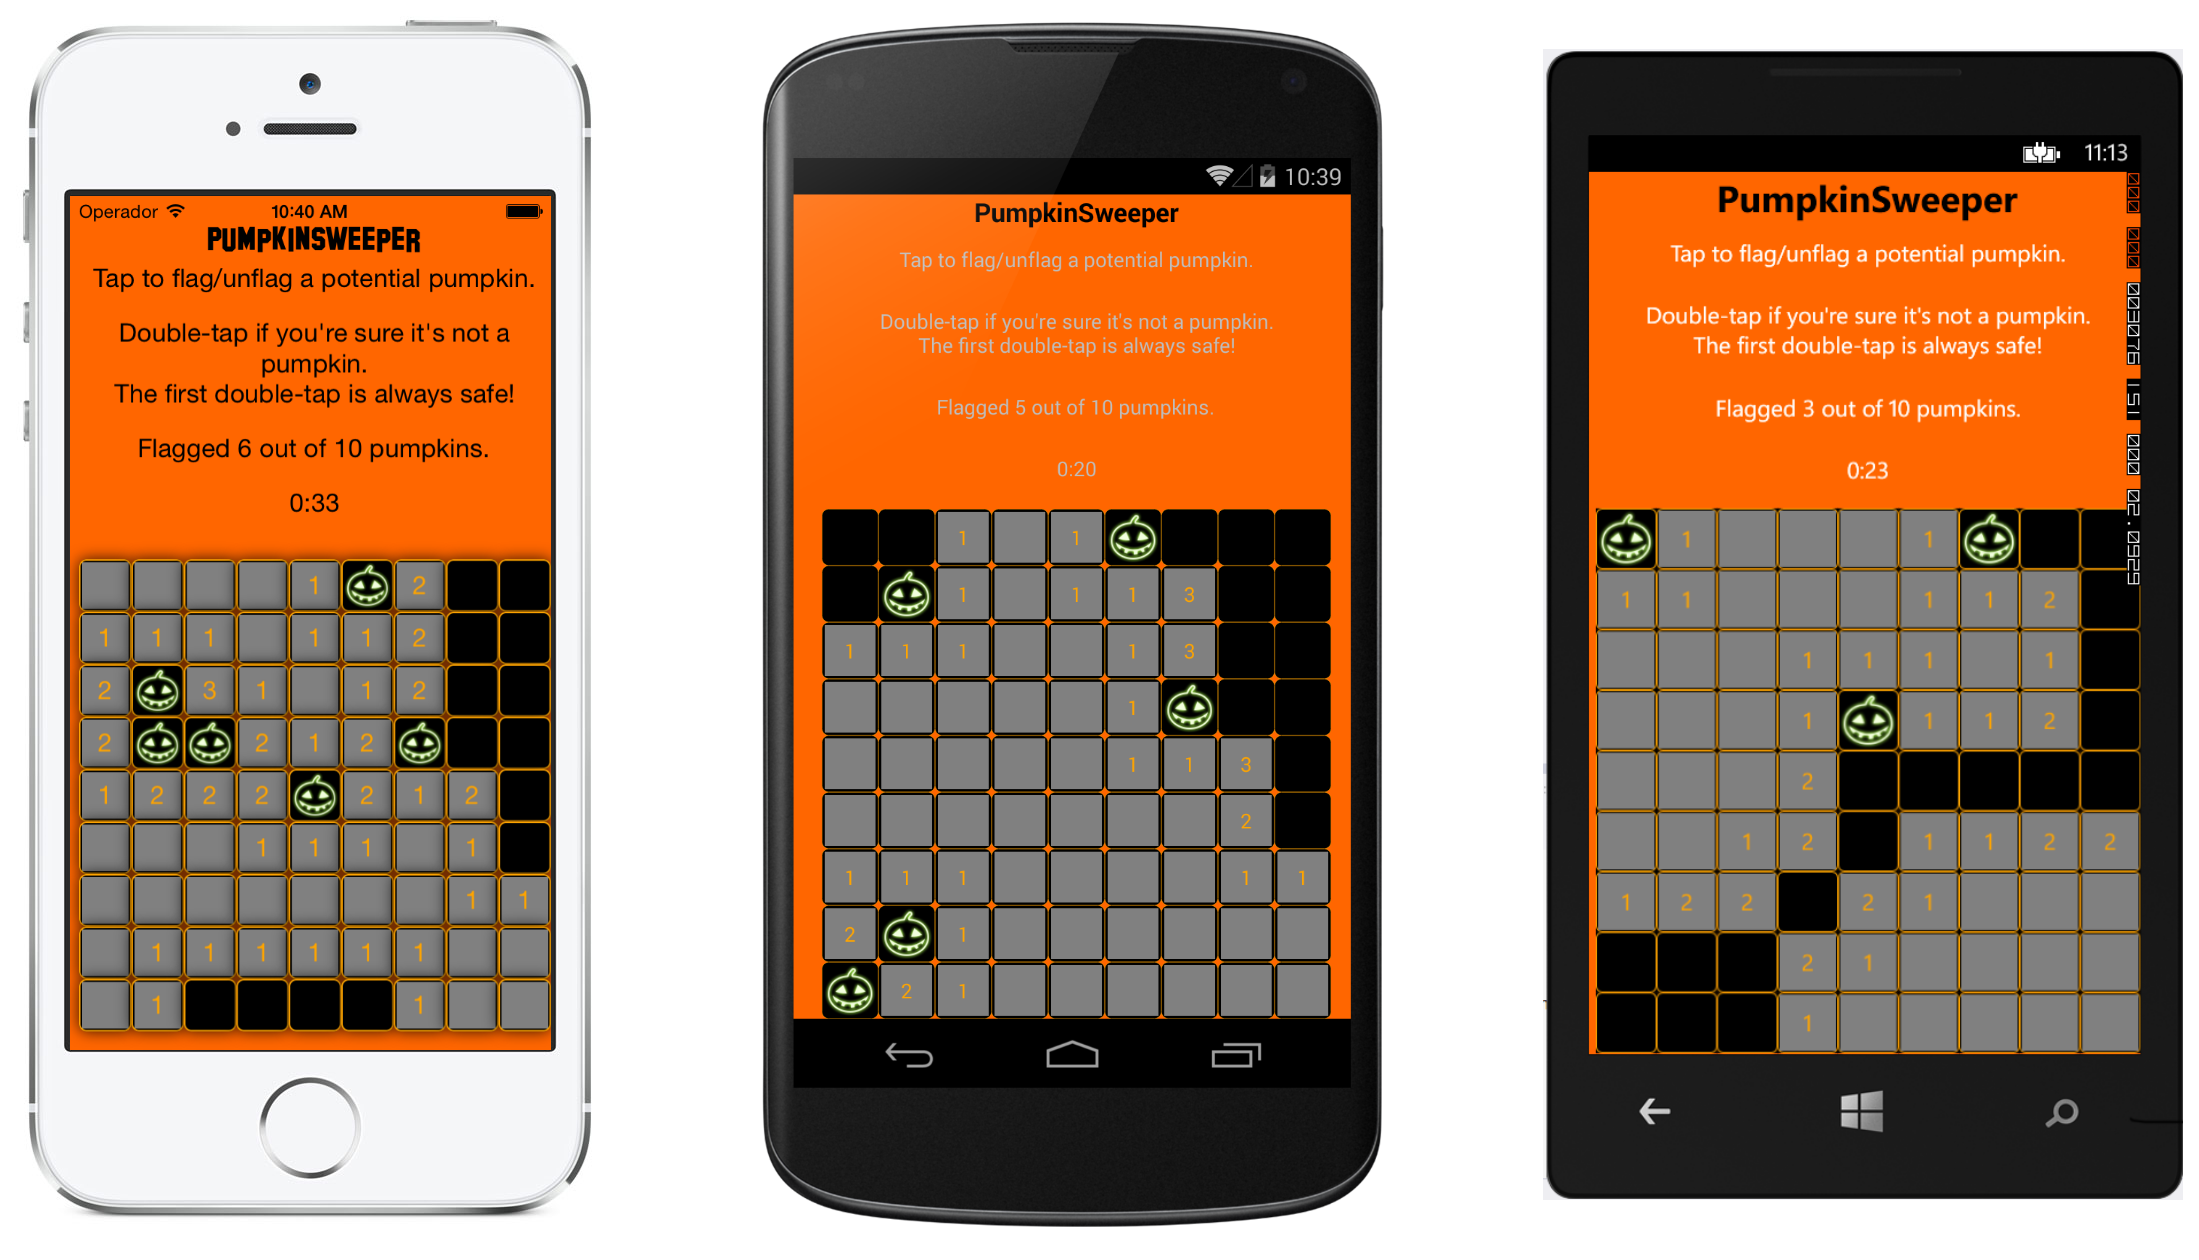 Operador
10:40 AM
PUMPKINSWEEPER
Tap to flag/unflag a potential pumpkin.
Double-tap if you're sure it's not a
pumpkin.
The first double-tap is always safe!
Flagged 6 out of 10 pumpkins.
0:33
1 2
1 1 1 1 1 2
2 3 1 1 2
2 2 1 2
1 2 2 2 2 1 2
1 1 1 1
1 1
1 1 1 1 1 1
1 1
10:39
PumpkinSweeper
Tap to flag/unflag a potential pumpkin.
Double-tap if you're sure it's not a pumpkin.
The first double-tap is always safe!
Flagged 5 out of 10 pumpkins.
0:20
1 1
1 1 1 3
1 1 1 1 3
1
1 1 3
2
1 1 1 1 1
2 1
2 1
11:13
PumpkinSweeper
Tap to flag/unflag a potential pumpkin.
Double-tap if you're sure it's not a pumpkin.
The first double-tap is always safe!
Flagged 3 out of 10 pumpkins.
0:23
1 1
1 1 1 1 2
1 1 1 1
1 1 1 2
2
1 2 1 1 2 2
1 2 2 2 1
2 1
1
000
000
003076
151
000
22.0929